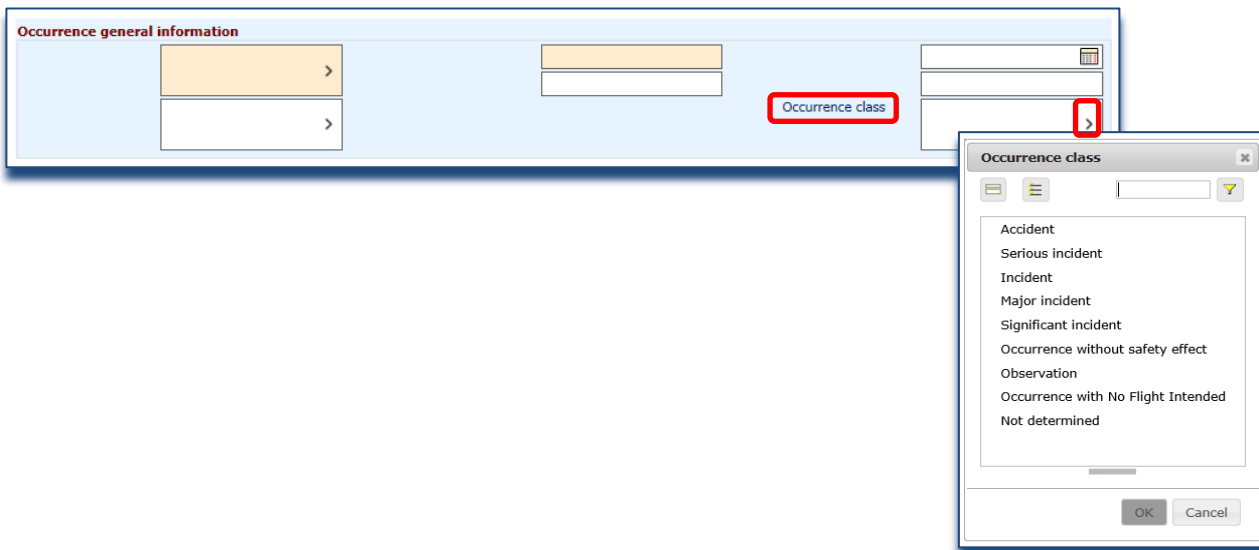 Occurrence general information
Occurrence class
Occurrence class
Accident
Serious incident
Incident
Major incident
Significant incident
Occurrence without safety effect
Observation
Occurrence with No Flight Intended
Not determined
OK Cancel